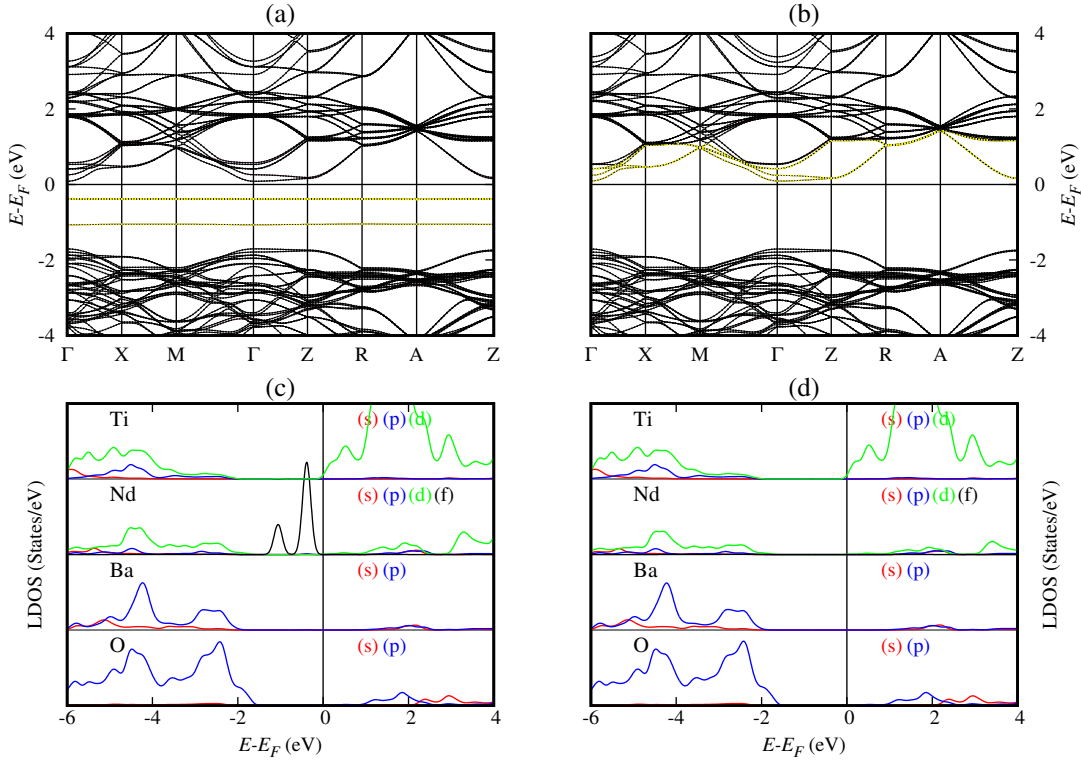 (a) (b)
4 4
2 2
0 0
-2 -2
-4 -4
E-E_F (eV) E-E_F (eV)
Γ X M Γ Z R A Z Γ X M Γ Z R A Z
(c) (d)
Ti (s) (p) (d) Ti (s) (p) (d)
Nd (s) (p) (d) (f) Nd (s) (p) (d) (f)
Ba (s) (p) Ba (s) (p)
O (s) (p) O (s) (p)
LDOS (States/eV) LDOS (States/eV)
-6 -4 -2 0 2 4 -6 -4 -2 0 2 4
E-E_F (eV) E-E_F (eV)